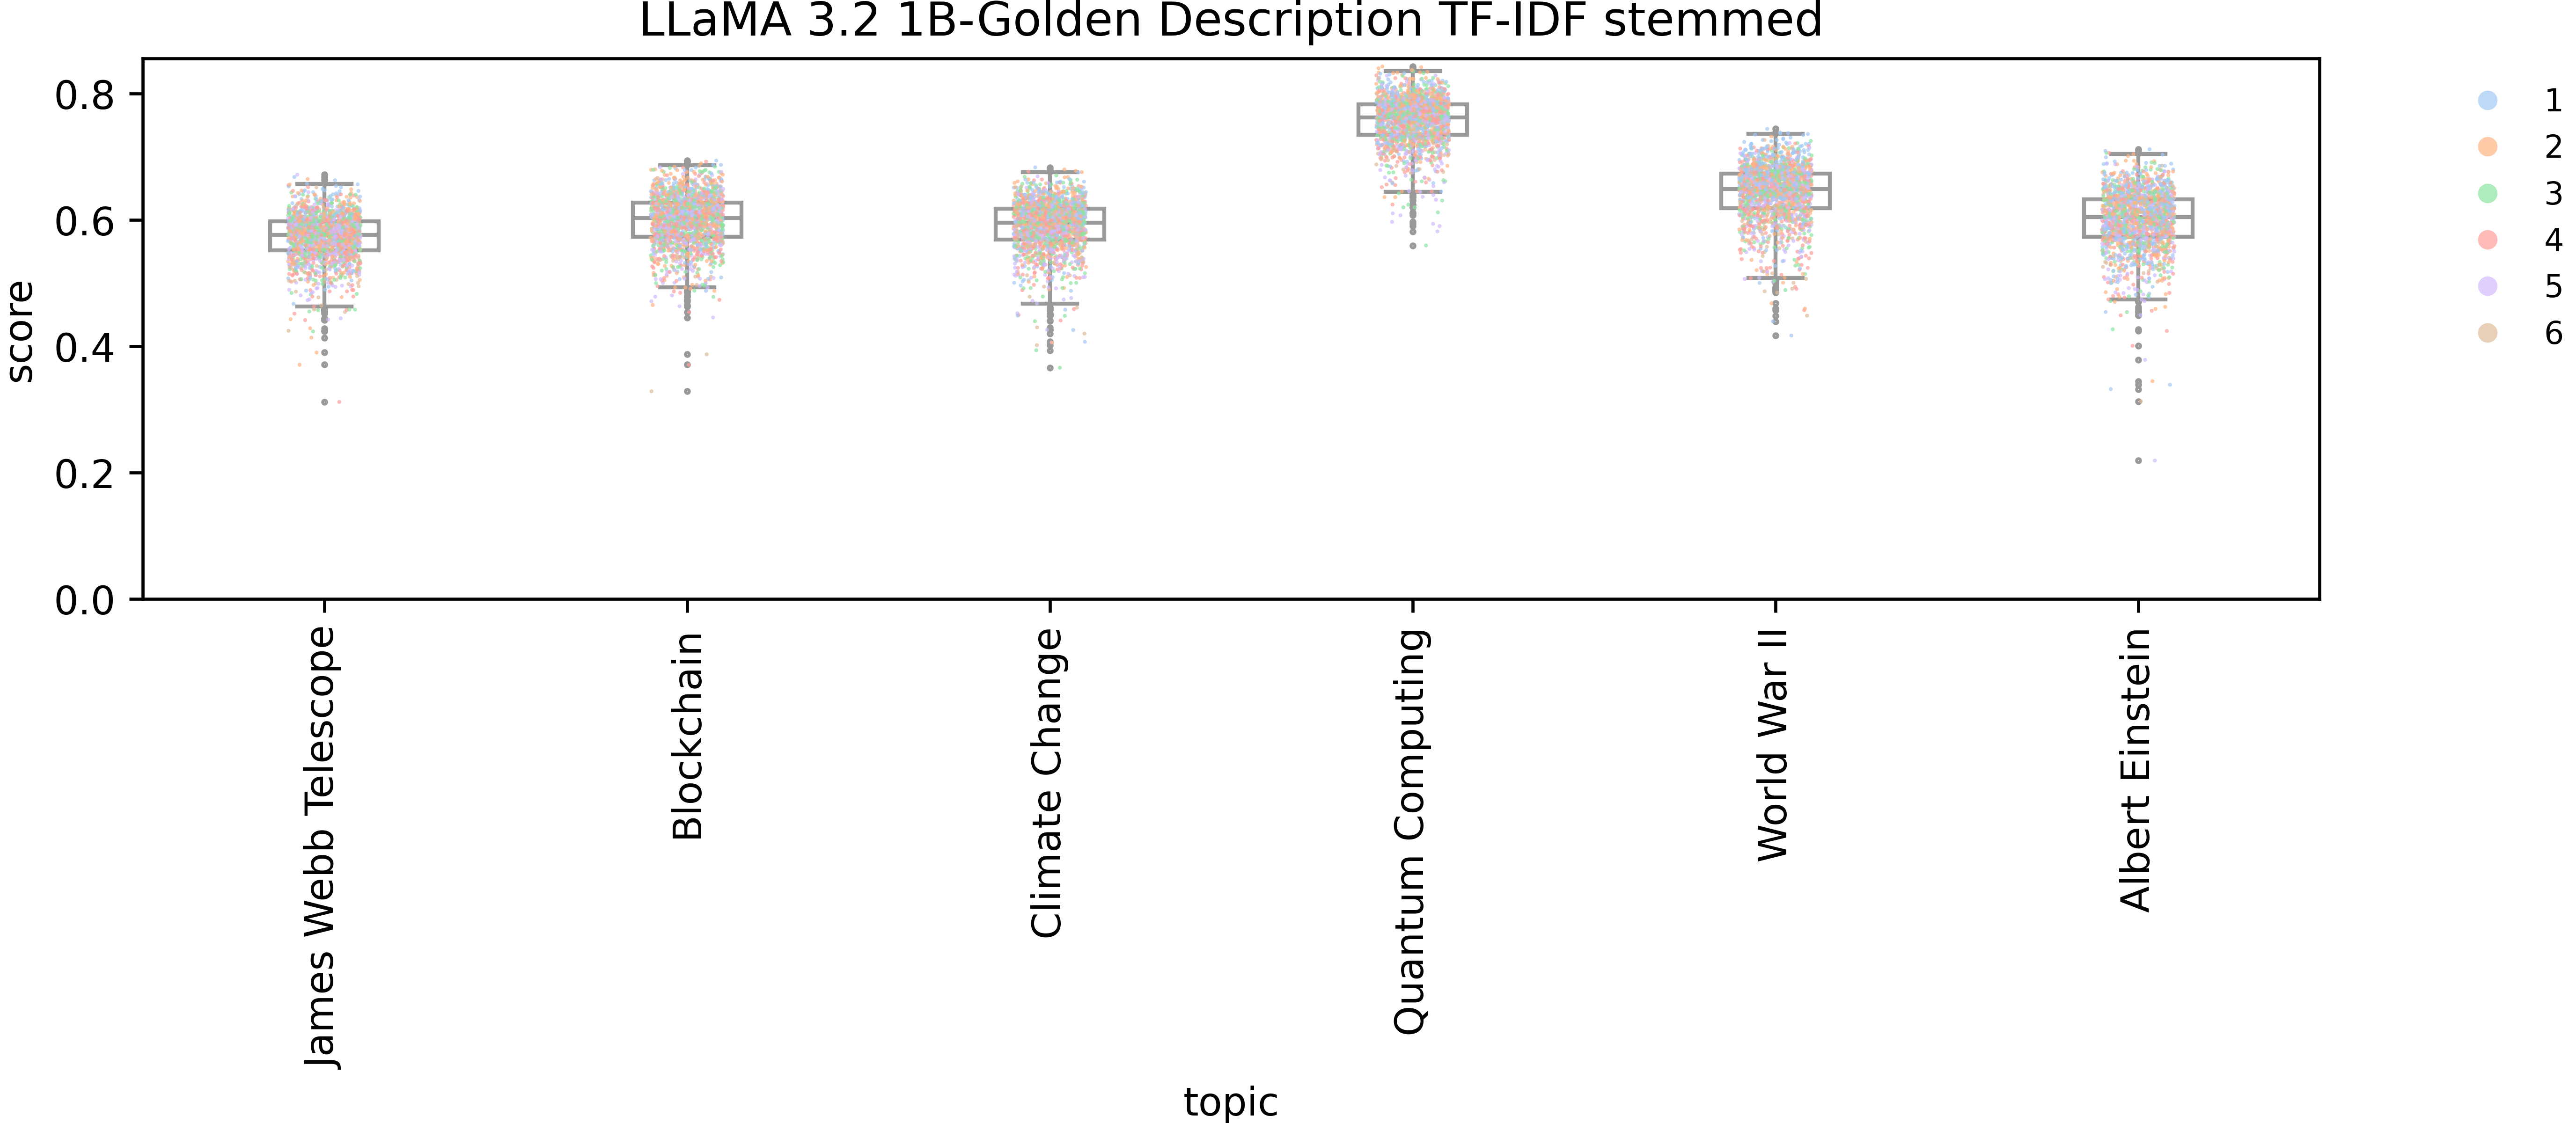 LLaMA 3.2 1B-Golden Description TF-IDF stemmed
score
0.8
0.6
0.4
0.2
0.0
James Webb Telescope
Blockchain
Climate Change
Quantum Computing
World War II
Albert Einstein
topic
1
2
3
4
5
6